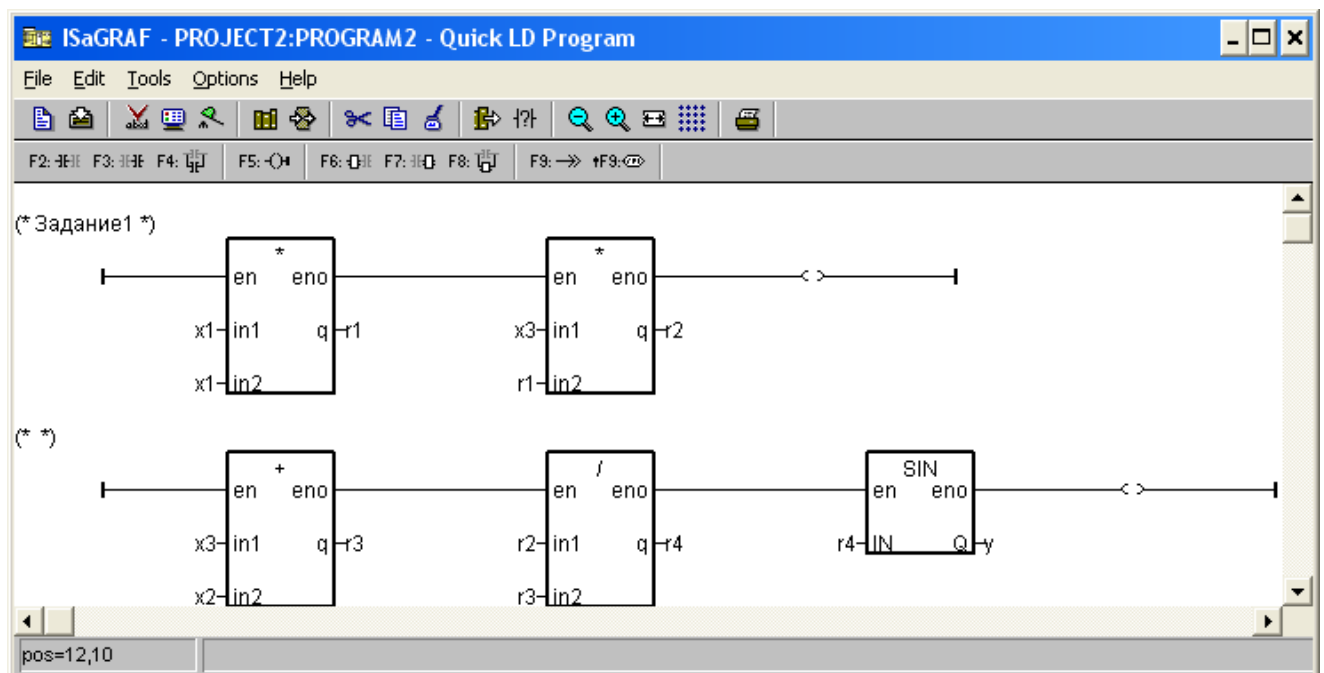 ISaGRAF - PROJECT2:PROGRAM2 - Quick LD Program
File Edit Tools Options Help
F2: F3: F4: F5: F6: F7: F8: F9: F9:
(* Задание1 *)
* *
en eno en eno
x1 in1 q r1 x3 in1 q r2
x1 in2 r1 in2
(* *)
+ / SIN
en eno en eno en eno
x3 in1 q r3 r2 in1 q r4 r4 IN Q y
x2 in2 r3 in2
pos=12,10